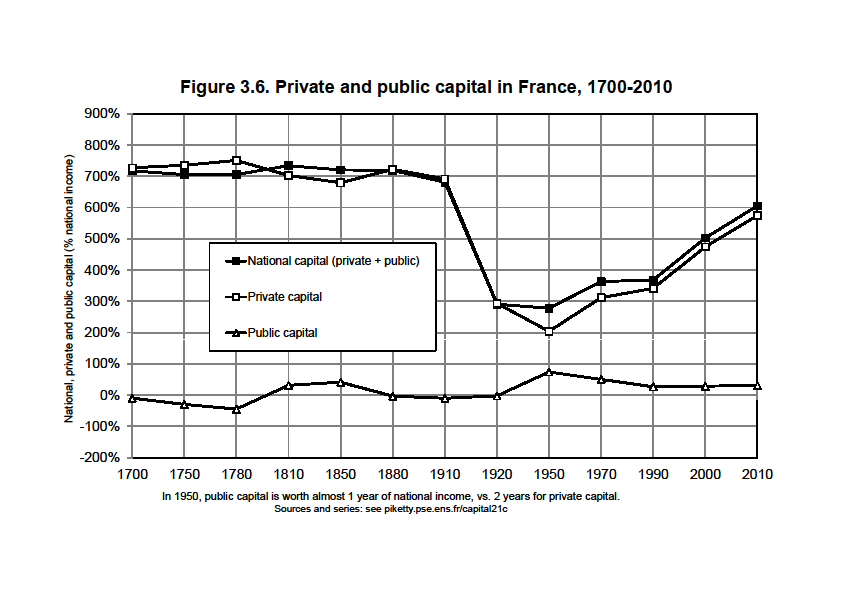 Figure 3.6. Private and public capital in France, 1700-2010
National, private and public capital (% national income)
900%
800%
700%
600%
500%
400%
300%
200%
100%
0%
-100%
-200%
National capital (private + public)
Private capital
Public capital
1700 1750 1780 1810 1850 1880 1910 1920 1950 1970 1990 2000 2010
In 1950, public capital is worth almost 1 year of national income, vs. 2 years for private capital.
Sources and series: see piketty.pse.ens.fr/capital21c